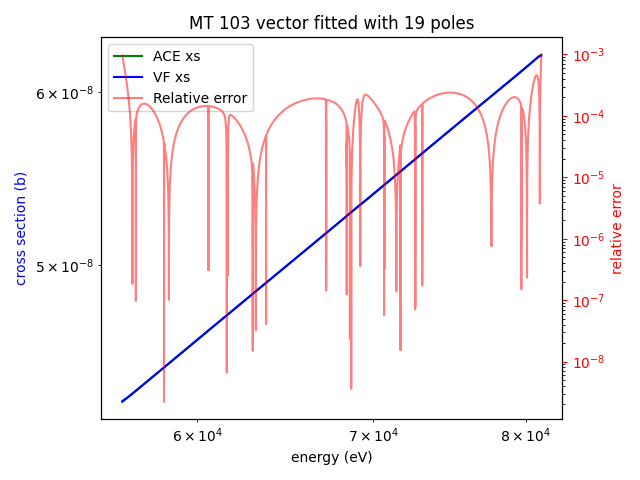 MT 103 vector fitted with 19 poles
ACE xs
VF xs
Relative error
6 × 10⁻⁸
5 × 10⁻⁸
cross section (b)
10⁻³
10⁻⁴
10⁻⁵
10⁻⁶
10⁻⁷
10⁻⁸
relative error
6 × 10⁴
7 × 10⁴
8 × 10⁴
energy (eV)